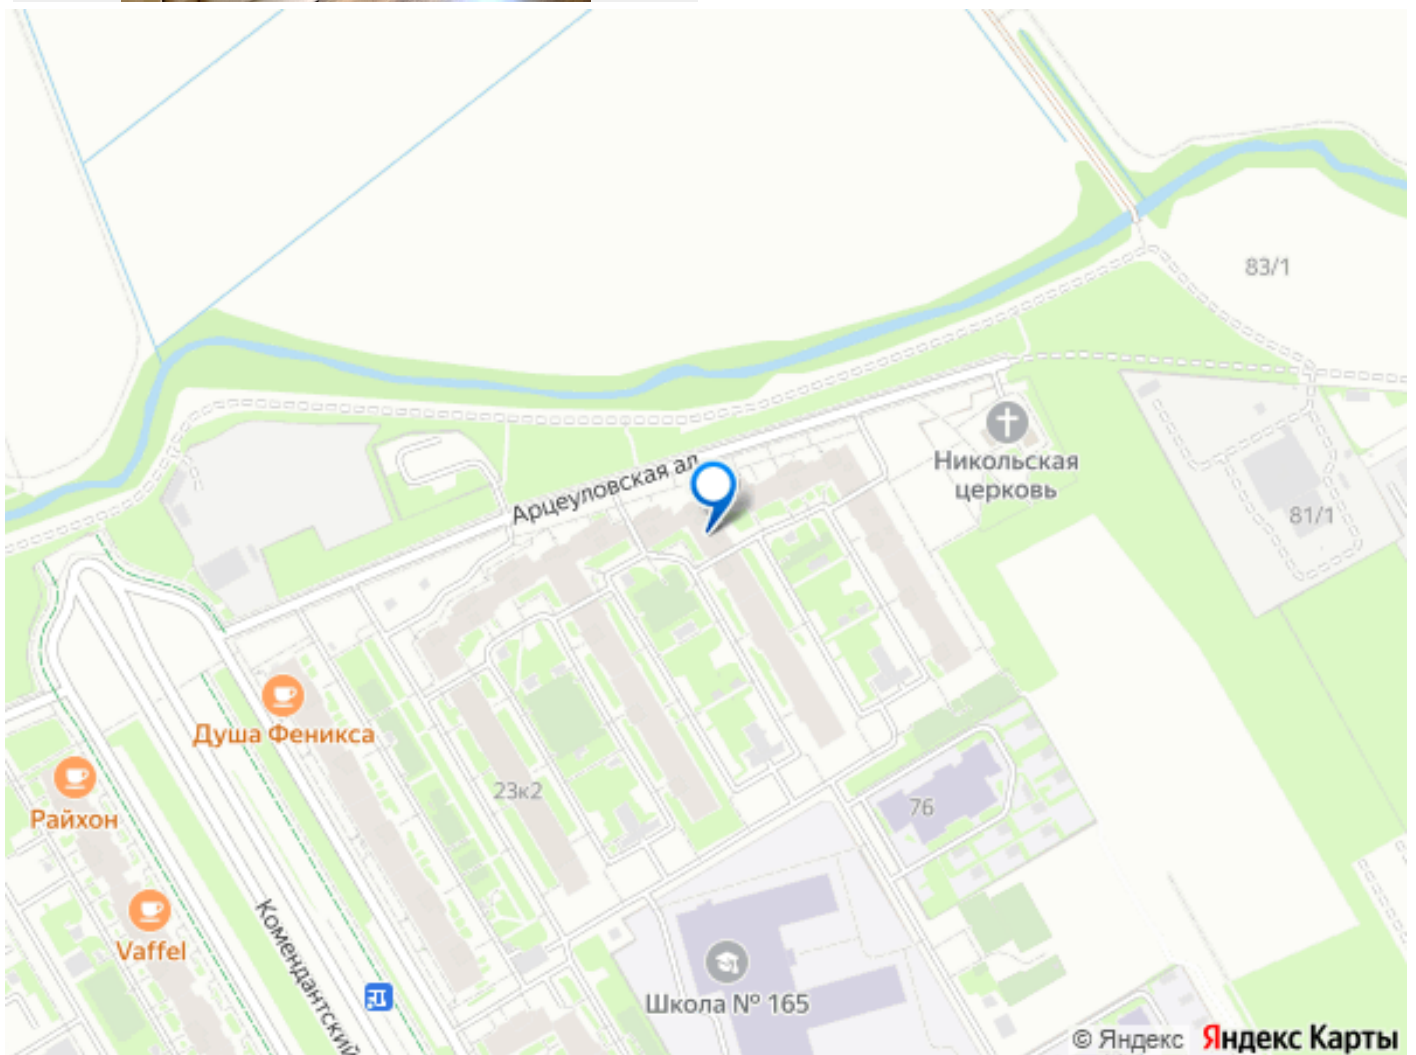 83/1
Никольская
церковь
Арцеуловская ал.
81/1
Душа Феникса
Райхон
23к2
76
Vaffel
Комендантский
Школа № 165
© Яндекс Яндекс Карты